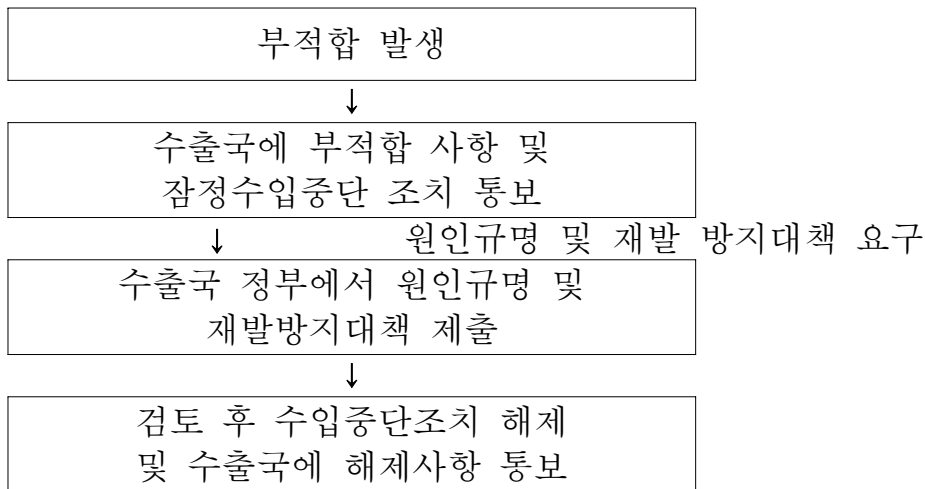 부적합 발생
↓
수출국에 부적합 사항 및
잠정수입중단 조치 통보
↓ 원인규명 및 재발 방지대책 요구
수출국 정부에서 원인규명 및
재발방지대책 제출
↓
검토 후 수입중단조치 해제
및 수출국에 해제사항 통보